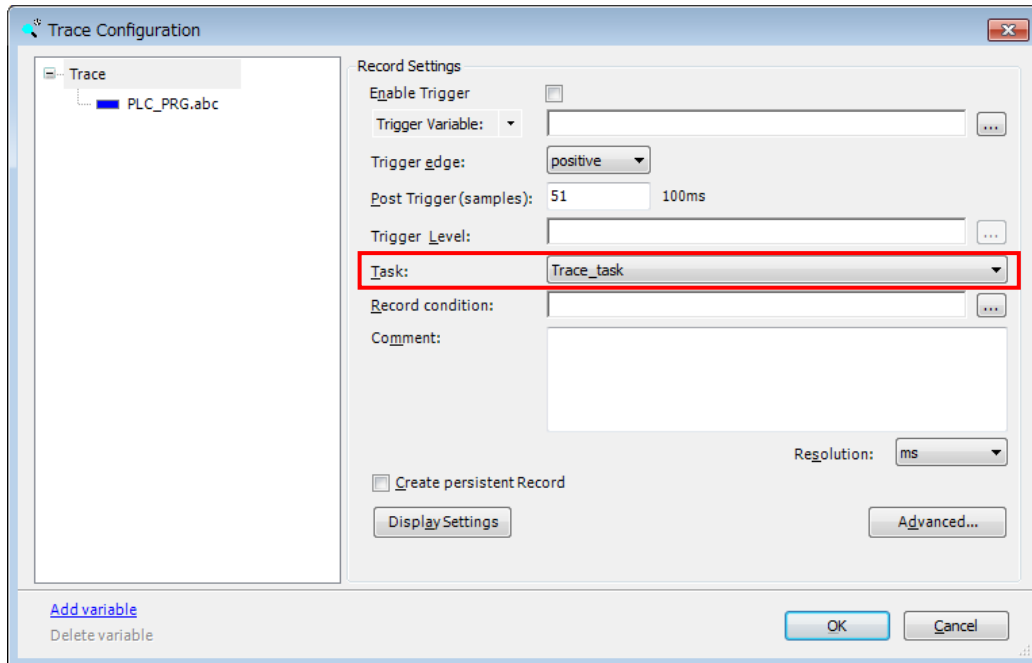 Trace Configuration
Trace
PLC_PRG.abc
Record Settings
Enable Trigger
Trigger Variable:
...
Trigger edge: positive
Post Trigger (samples): 51 100ms
Trigger Level: ...
Task: Trace_task
Record condition: ...
Comment:
Resolution: ms
Create persistent Record
Display Settings Advanced...
Add variable
Delete variable
OK Cancel